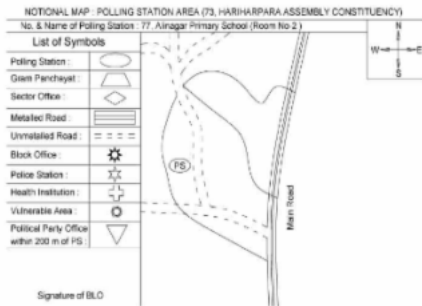 NOTIONAL MAP : POLLING STATION AREA (73, HARIHARPARA ASSEMBLY CONSTITUENCY)
No. & Name of Polling Station : 77, Alinagar Primary School (Room No-2 )
List of Symbols
Polling Station :
Gram Panchayat :
Sector Office :
Metalled Road :
Unmetalled Road :
Block Office :
Police Station :
Health Institution :
Vulnerable Area :
Political Party Office
within 200 m of PS :
Signature of BLO
N
W
E
S
PS
Main Road